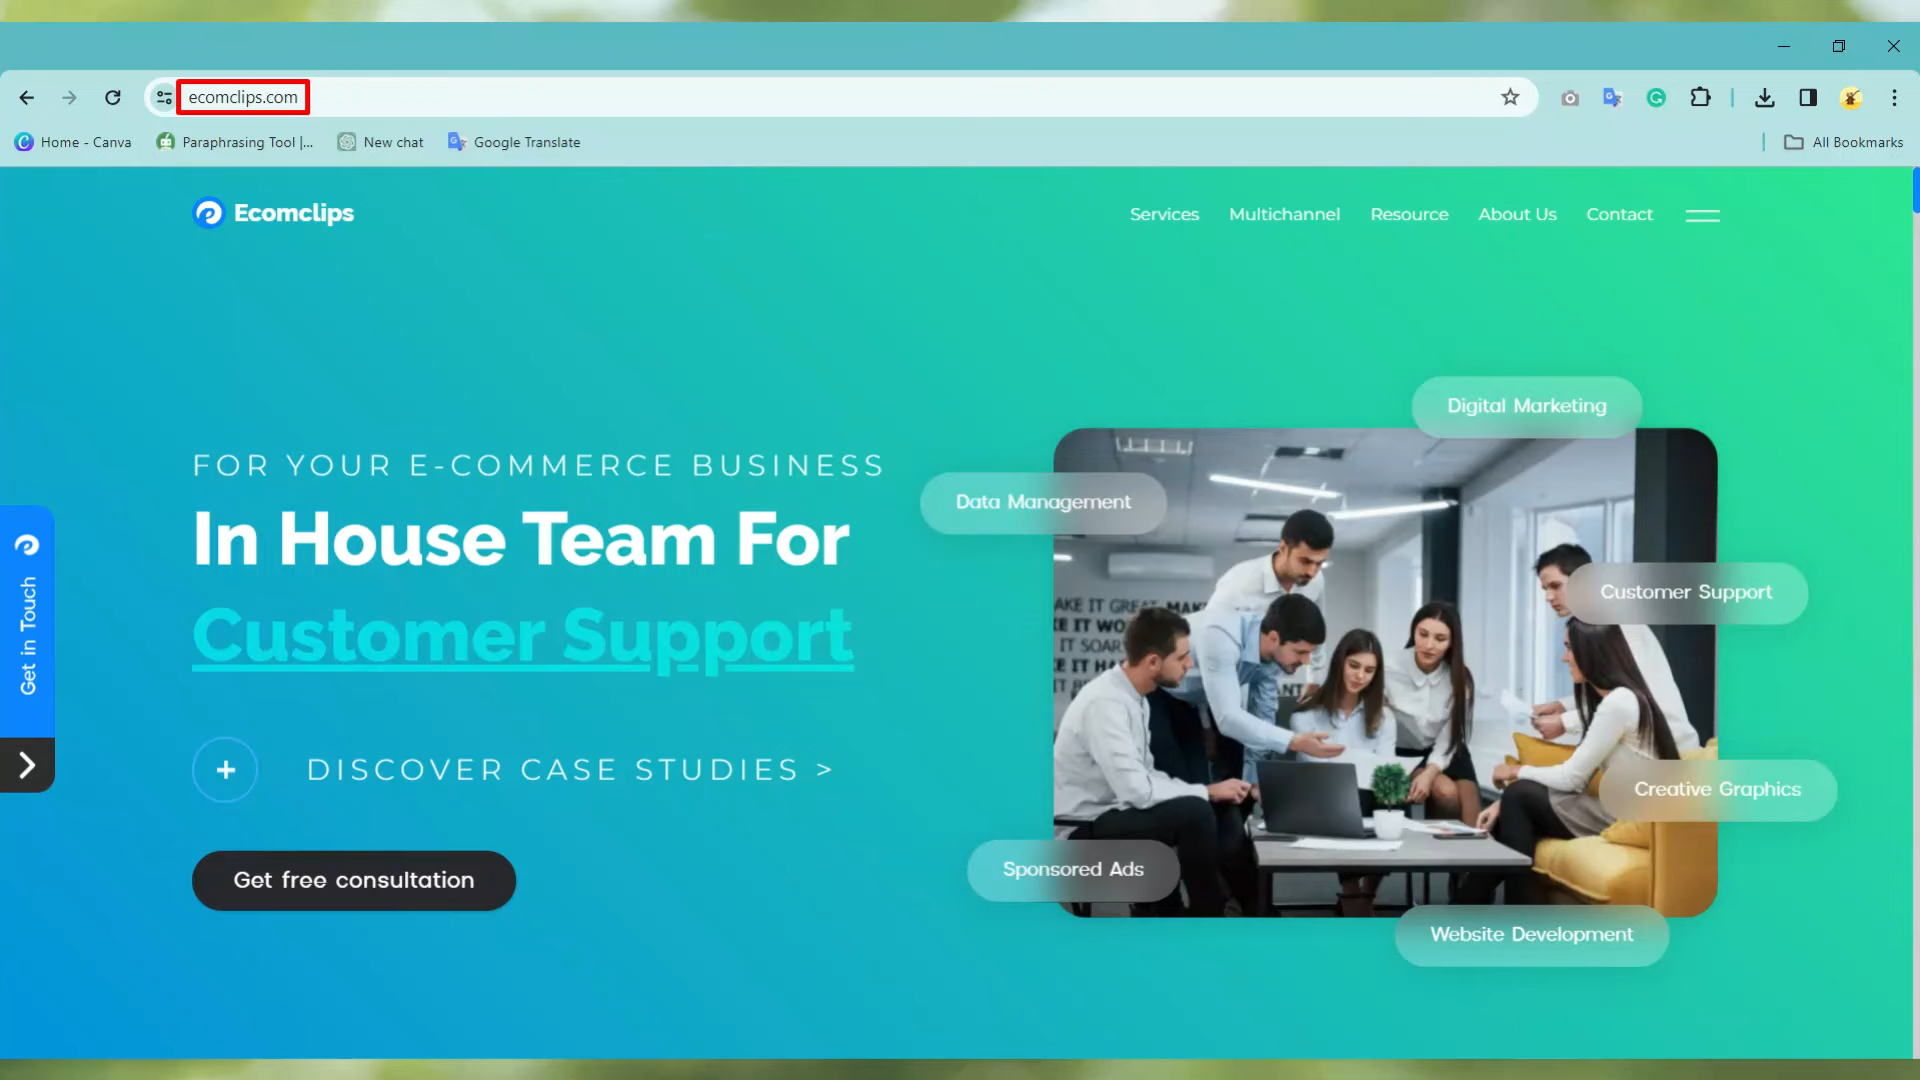 ecomclips.com
Home - Canva
Paraphrasing Tool |...
New chat
Google Translate
All Bookmarks
Ecomclips
Services
Multichannel
Resource
About Us
Contact
FOR YOUR E-COMMERCE BUSINESS
In House Team For
Customer Support
DISCOVER CASE STUDIES >
Get free consultation
Get in Touch
Digital Marketing
Data Management
Customer Support
Creative Graphics
Sponsored Ads
Website Development